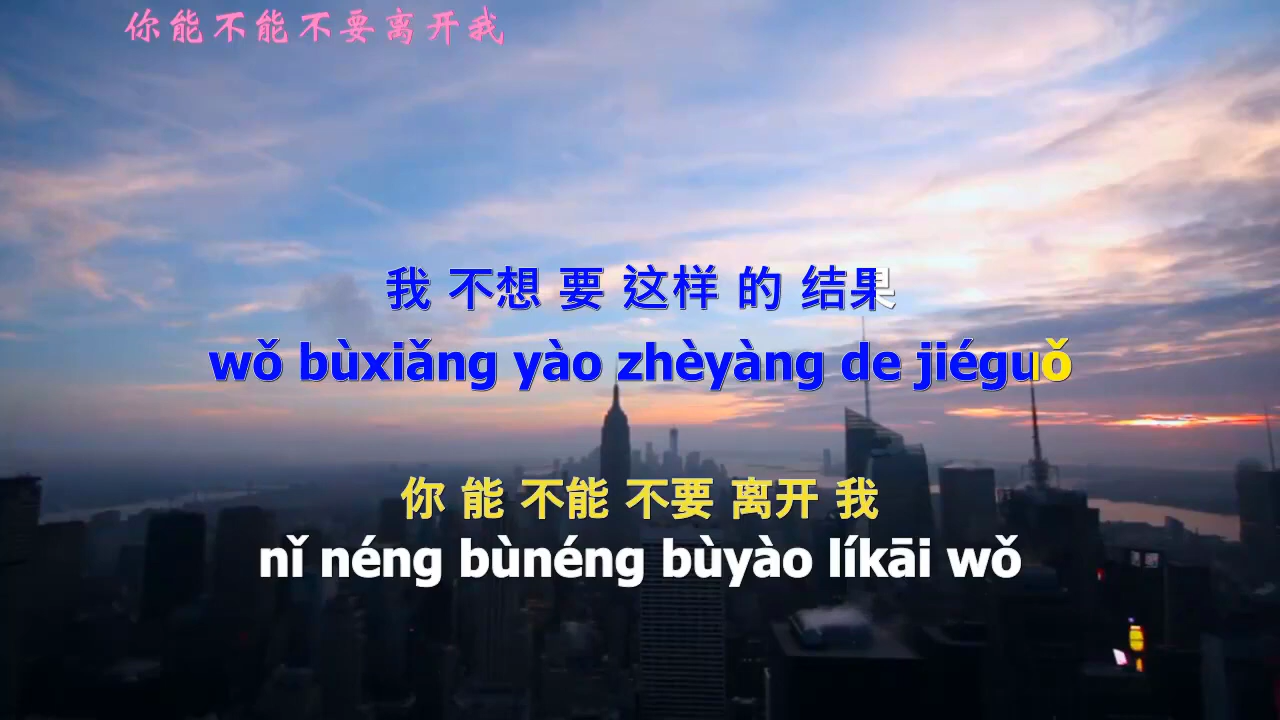 你能不能不要离开我
我 不想 要 这样 的 结果
wǒ bùxiǎng yào zhèyàng de jiéguǒ
你 能 不能 不要 离开 我
nǐ néng bùnéng bùyào líkāi wǒ